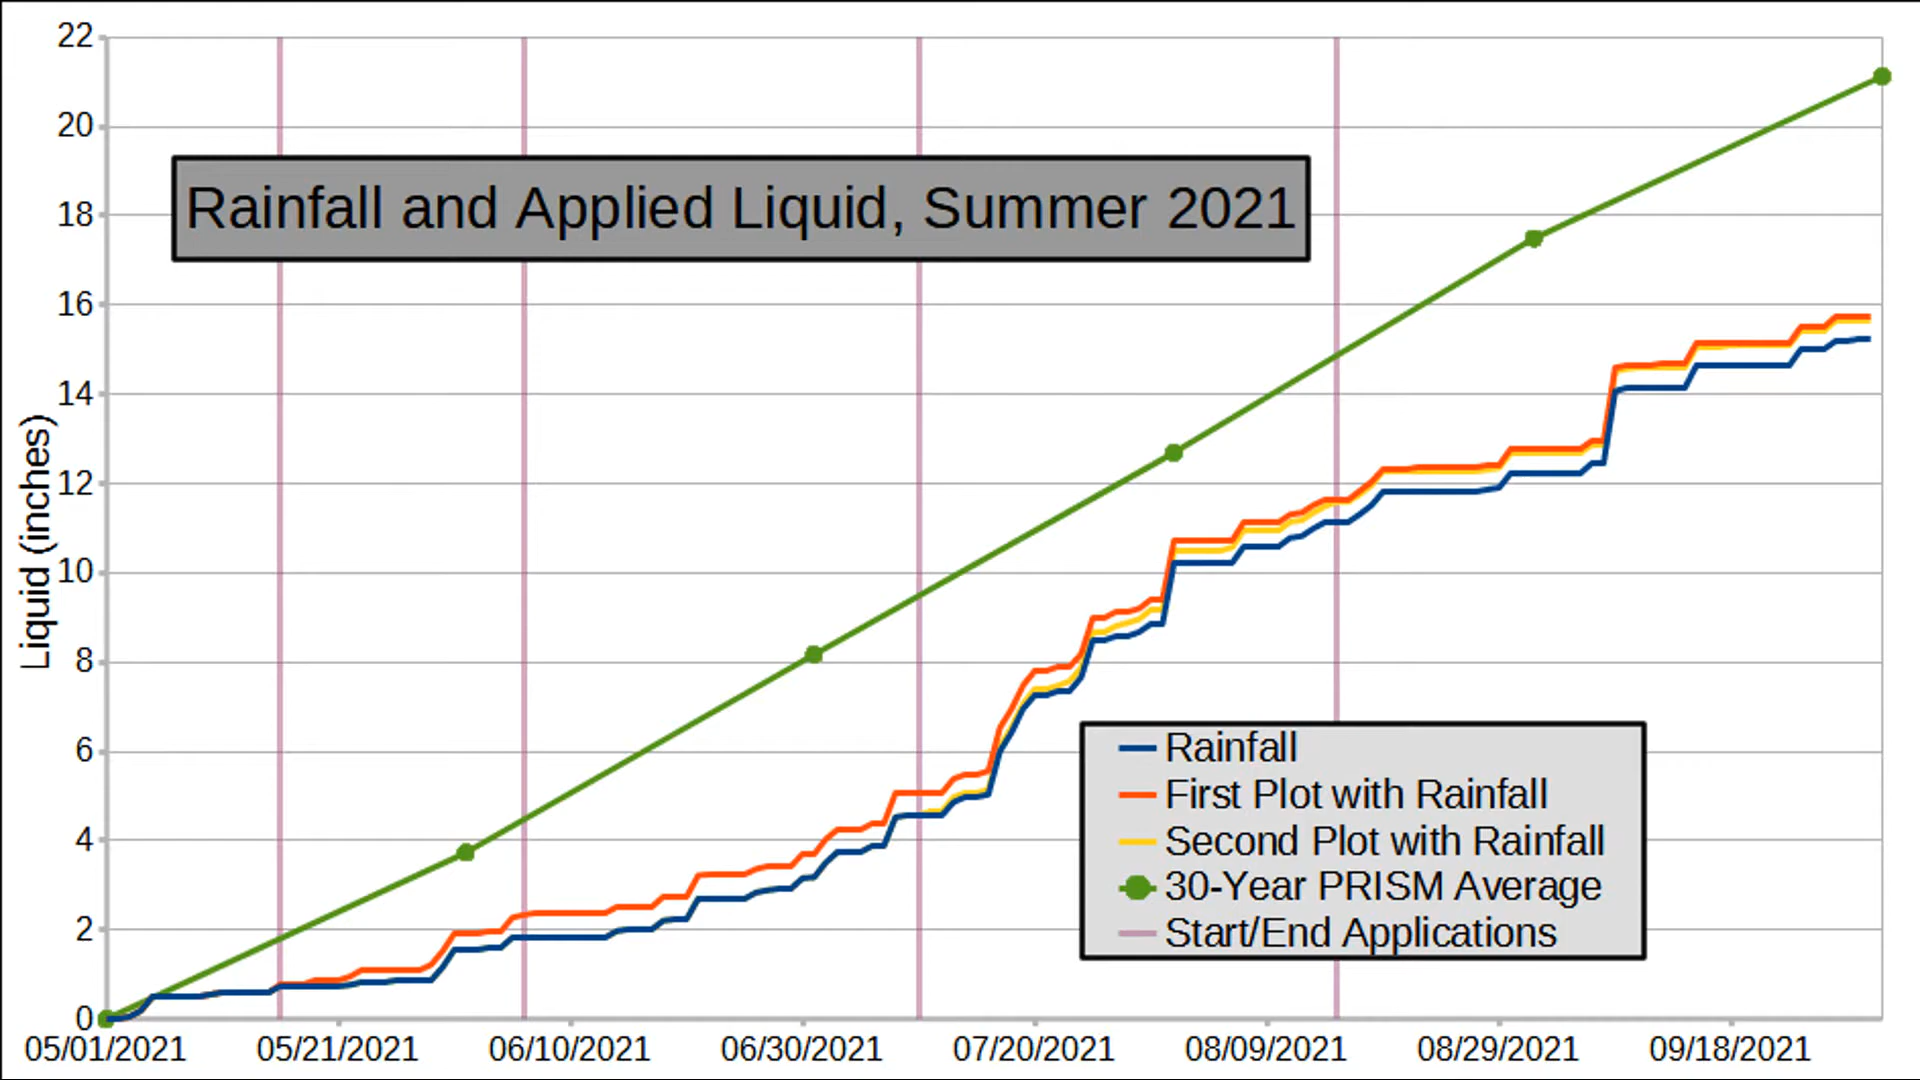 Rainfall and Applied Liquid, Summer 2021
Liquid (inches)
22
20
18
16
14
12
10
8
6
4
2
0
Rainfall
First Plot with Rainfall
Second Plot with Rainfall
30-Year PRISM Average
Start/End Applications
05/01/2021 05/21/2021 06/10/2021 06/30/2021 07/20/2021 08/09/2021 08/29/2021 09/18/2021